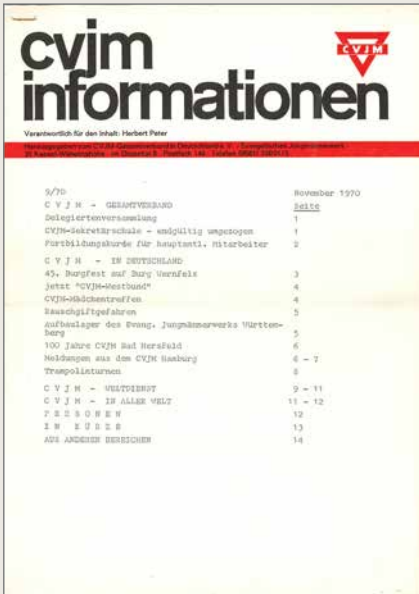 cvjm
CVJM
informationen
Verantwortlich für den Inhalt: Herbert Peter
9/70 November 1970
C V J M - GESAMTVERBAND Seite
Delegiertenversammlung 1
CVJM-Sekretärschule - endgültig umgezogen 1
Fortbildungskurse für hauptamtl. Mitarbeiter 2
C V J M - IN DEUTSCHLAND
45. Burgfest auf Burg Wernfels 3
jetzt "CVJM-Westbund" 4
CVJM-Mädchentreffen 4
Rauschgiftgefahren 5
Aufbaulager des Evang. Jungmännerwerks Württem-
berg 5
100 Jahre CVJM Bad Hersfeld 6
Meldungen aus dem CVJM Hamburg 6 - 7
Trampolinturnen 8
C V J M - WELTDIENST 9 - 11
C V J M - IN ALLER WELT 11 - 12
P E R S O N E N 12
I N K Ü R Z E 13
AUS ANDEREN BEREICHEN 14